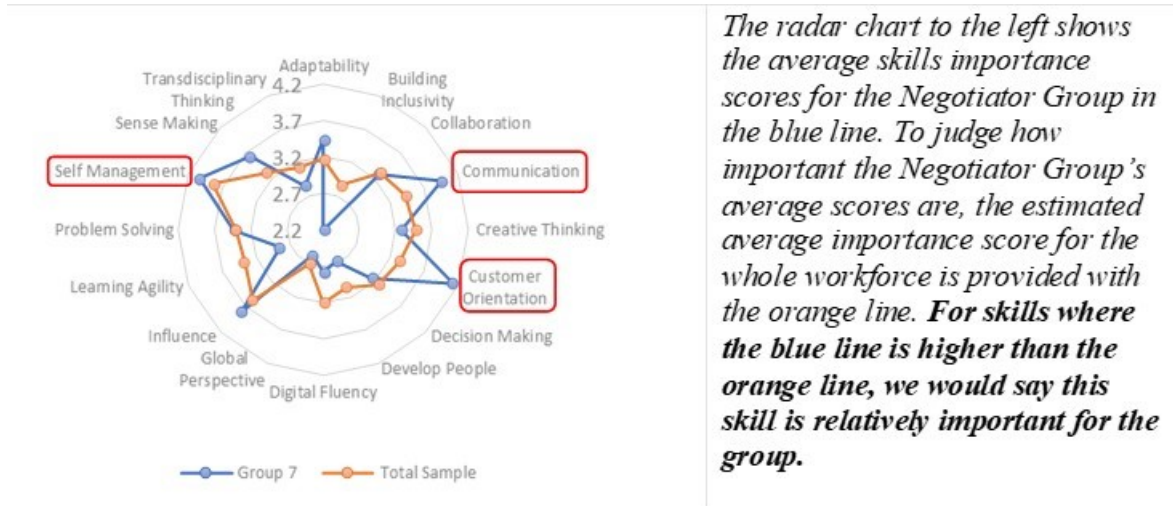 Adaptability
Building
Inclusivity
Collaboration
Communication
Creative Thinking
Customer
Orientation
Decision Making
Develop People
Digital Fluency
Global
Perspective
Influence
Learning Agility
Problem Solving
Self Management
Sense Making
Transdisciplinary
Thinking
4.2
3.7
3.2
2.7
2.2
Group 7
Total Sample
The radar chart to the left shows
the average skills importance
scores for the Negotiator Group in
the blue line. To judge how
important the Negotiator Group's
average scores are, the estimated
average importance score for the
whole workforce is provided with
the orange line. For skills where
the blue line is higher than the
orange line, we would say this
skill is relatively important for the
group.